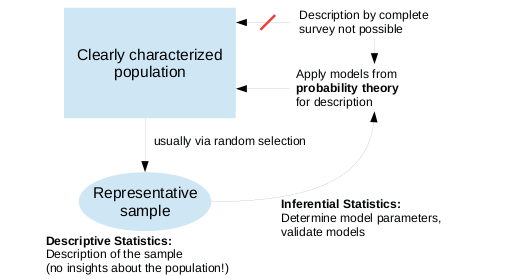 Description by complete
survey not possible
Clearly characterized
population
Apply models from
probability theory
for description
usually via random selection
Representative
sample
Inferential Statistics:
Determine model parameters,
validate models
Descriptive Statistics:
Description of the sample
(no insights about the population!)